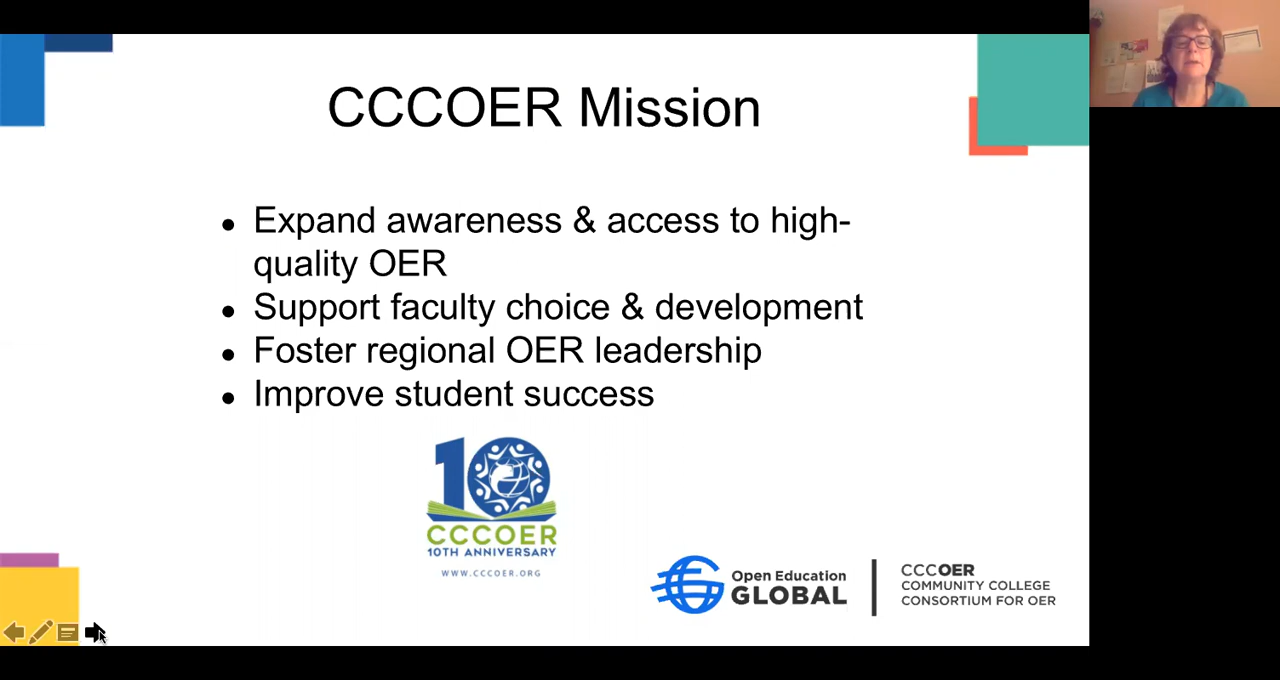 CCCOER Mission
● Expand awareness & access to high-
quality OER
● Support faculty choice & development
● Foster regional OER leadership
● Improve student success
10
CCCOER
10TH ANNIVERSARY
WWW.CCCOER.ORG
Open Education
GLOBAL
CCCOER
COMMUNITY COLLEGE
CONSORTIUM FOR OER